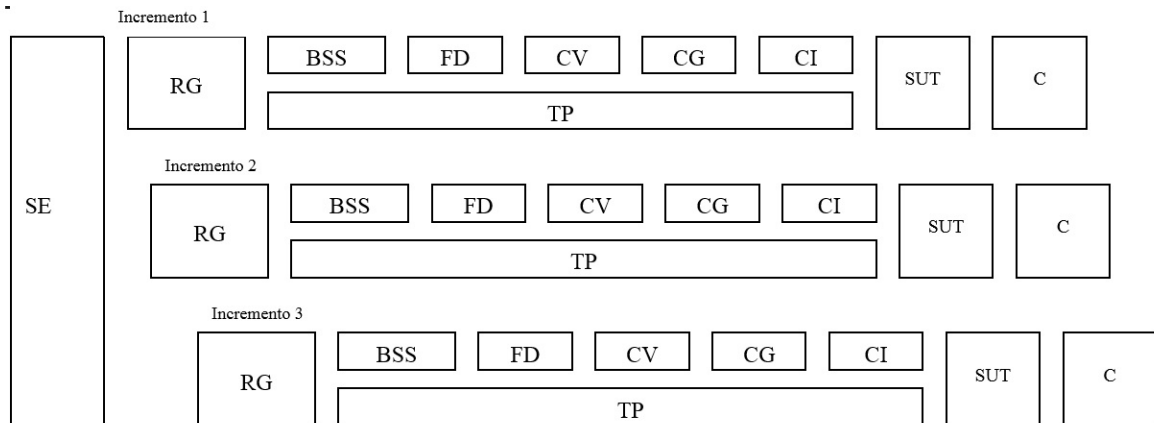 Incremento 1
RG BSS FD CV CG CI SUT C
TP
Incremento 2
SE RG BSS FD CV CG CI SUT C
TP
Incremento 3
RG BSS FD CV CG CI SUT C
TP